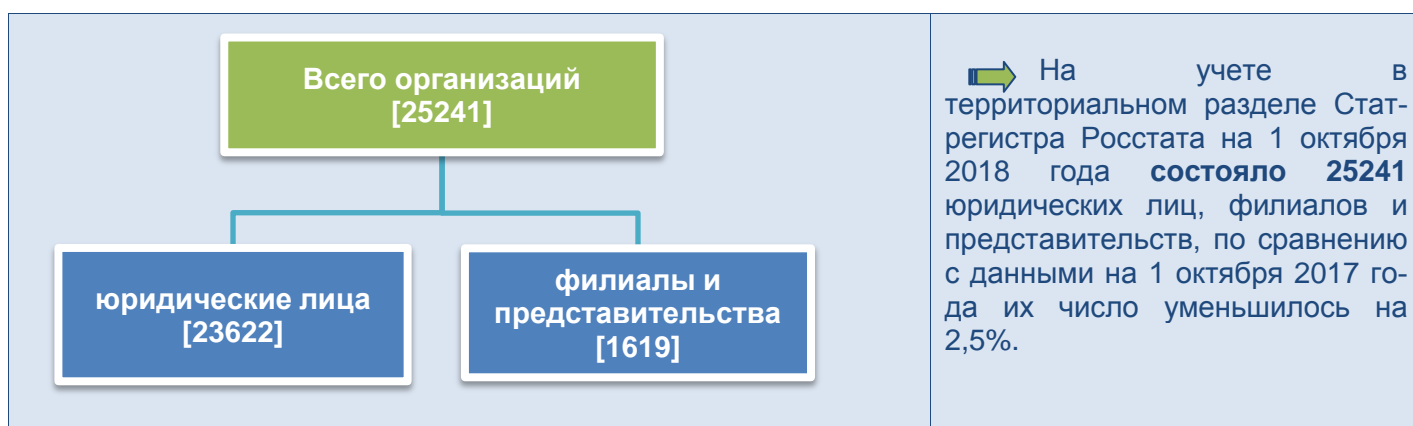 Всего организаций
[25241]
юридические лица
[23622]
филиалы и
представительства
[1619]
На учете в
территориальном разделе Стат-
регистра Росстата на 1 октября
2018 года состояло 25241
юридических лиц, филиалов и
представительств, по сравнению
с данными на 1 октября 2017 го-
да их число уменьшилось на
2,5%.